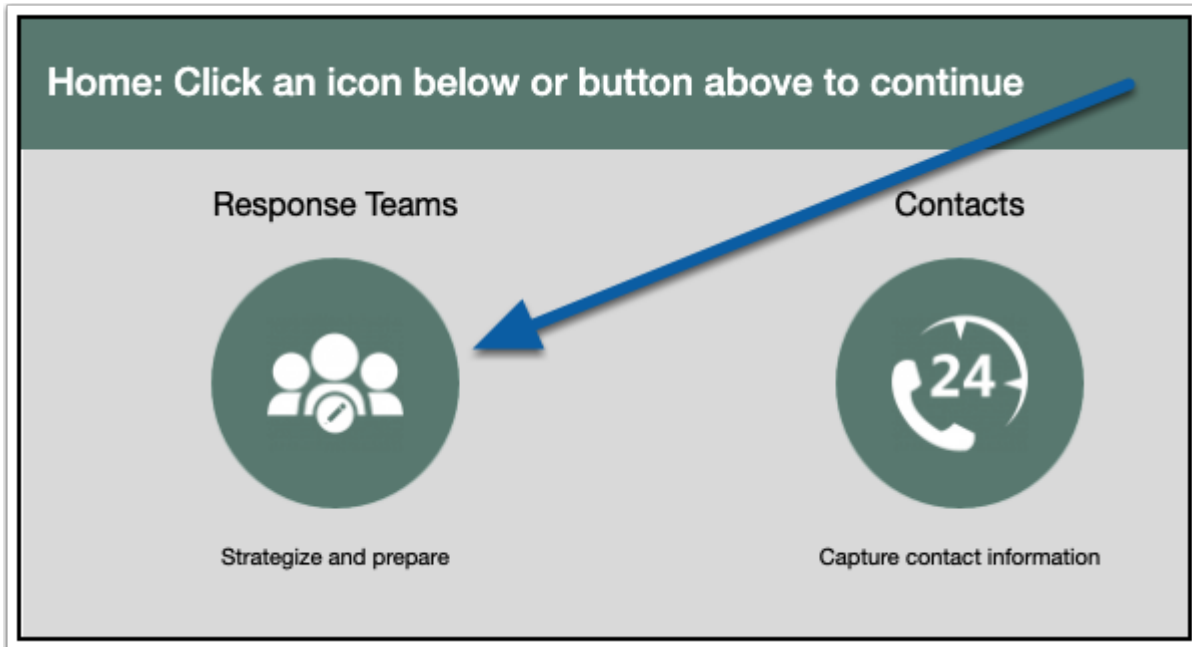 Home: Click an icon below or button above to continue
Response Teams
Contacts
24
Strategize and prepare
Capture contact information